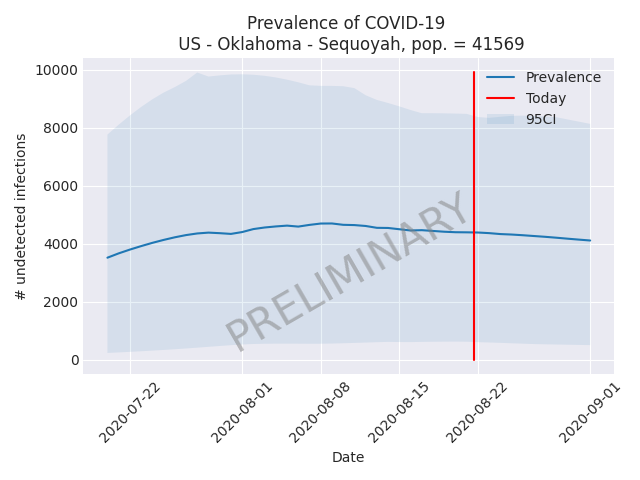 Prevalence of COVID-19
US - Oklahoma - Sequoyah, pop. = 41569
10000
8000
6000
4000
2000
0
# undetected infections
Prevalence
Today
95CI
PRELIMINARY
2020-07-22
2020-08-01
2020-08-08
2020-08-15
2020-08-22
2020-09-01
Date